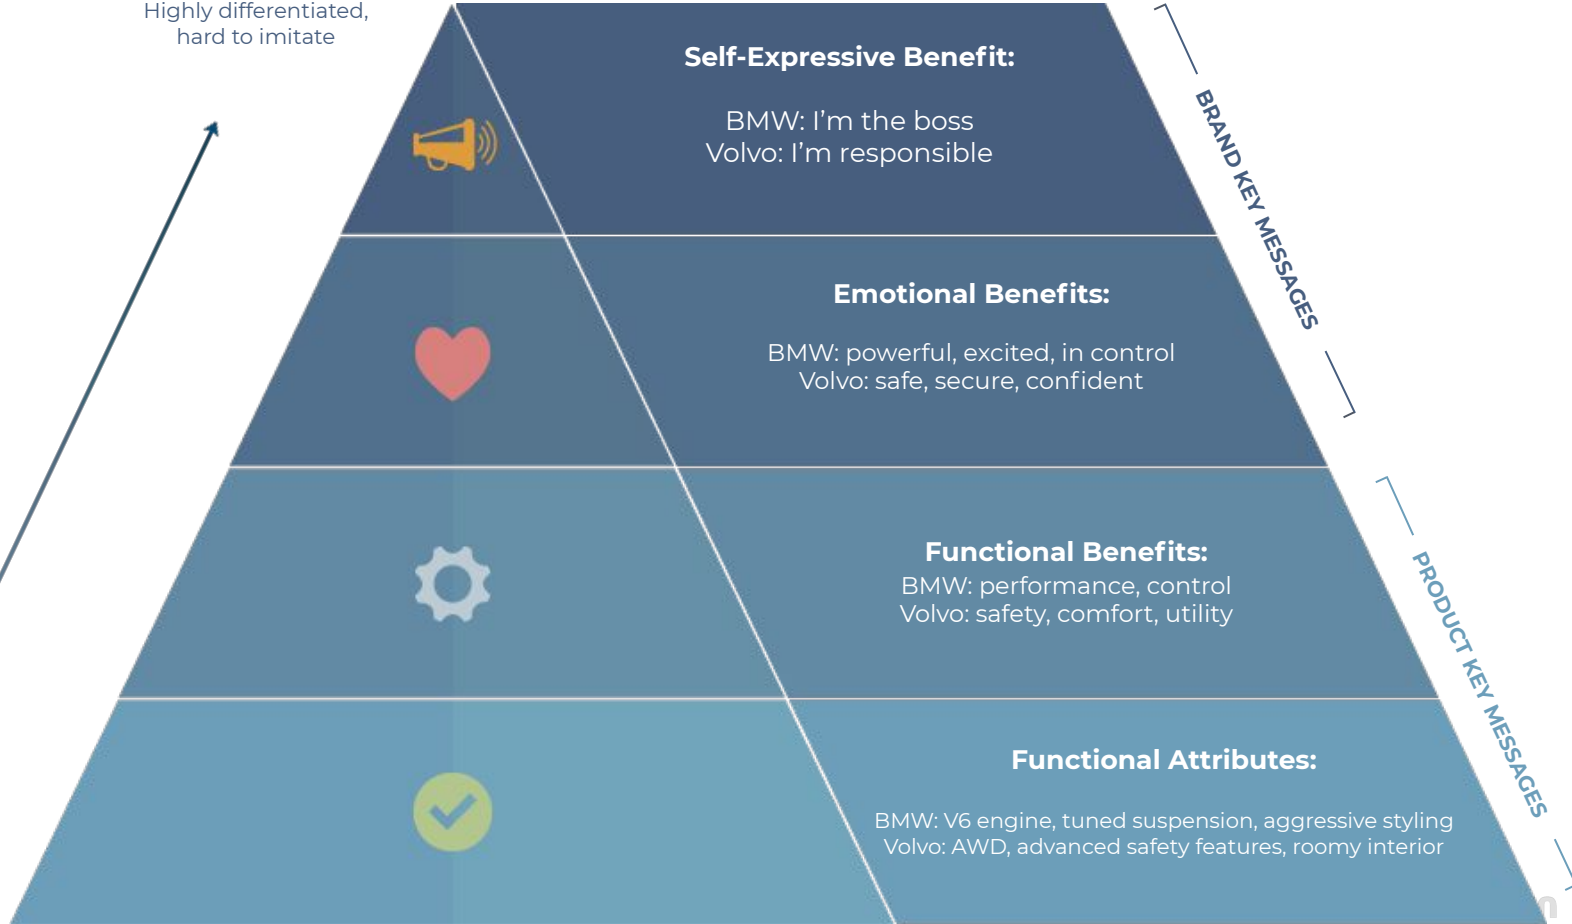 Highly differentiated,
hard to imitate
Self-Expressive Benefit:
BMW: I'm the boss
Volvo: I'm responsible
BRAND KEY MESSAGES
Emotional Benefits:
BMW: powerful, excited, in control
Volvo: safe, secure, confident
Functional Benefits:
BMW: performance, control
Volvo: safety, comfort, utility
PRODUCT KEY MESSAGES
Functional Attributes:
BMW: V6 engine, tuned suspension, aggressive styling
Volvo: AWD, advanced safety features, roomy interior